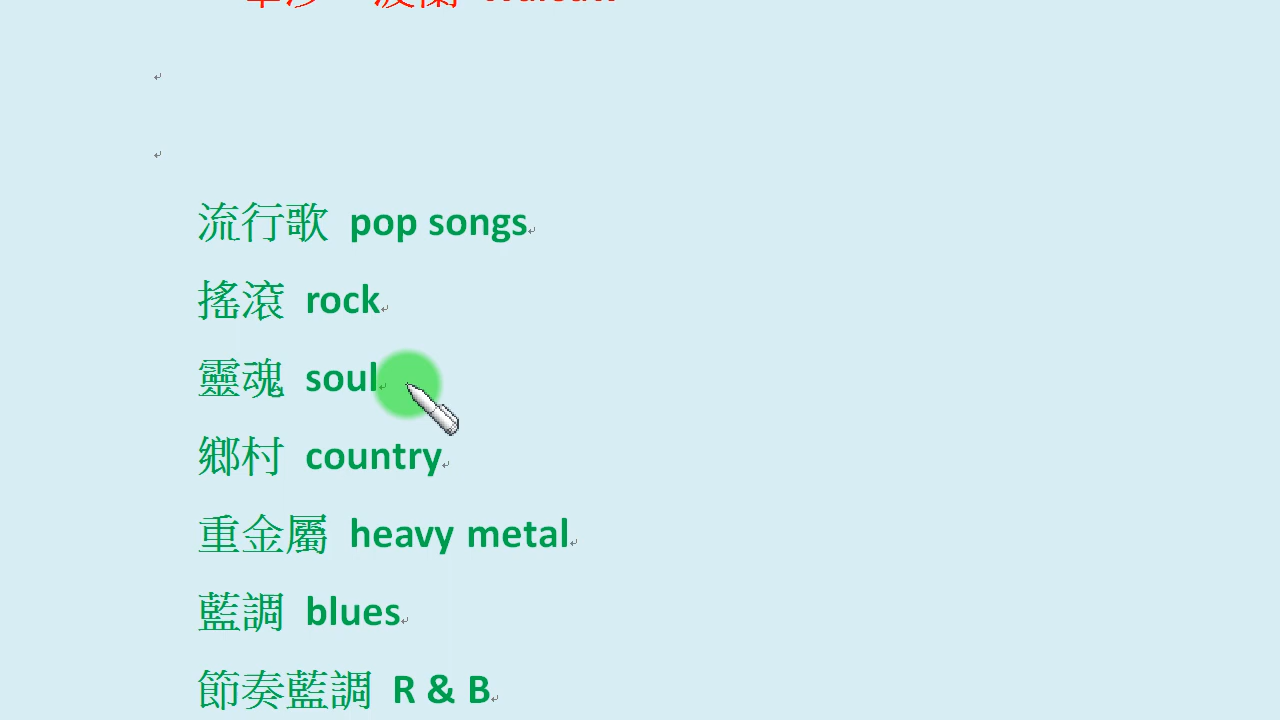 流行歌 pop songs
搖滾 rock
靈魂 soul
鄉村 country
重金屬 heavy metal
藍調 blues
節奏藍調 R & B